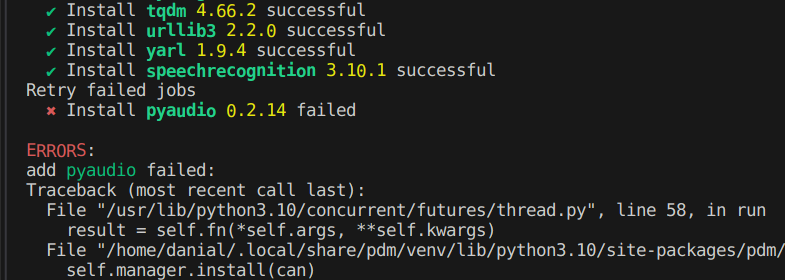 ✔ Install tqdm 4.66.2 successful
✔ Install urllib3 2.2.0 successful
✔ Install yarl 1.9.4 successful
✔ Install speechrecognition 3.10.1 successful
Retry failed jobs
✖ Install pyaudio 0.2.14 failed
ERRORS:
add pyaudio failed:
Traceback (most recent call last):
File "/usr/lib/python3.10/concurrent/futures/thread.py", line 58, in run
result = self.fn(*self.args, **self.kwargs)
File "/home/danial/.local/share/pdm/venv/lib/python3.10/site-packages/pdm/
self.manager.install(can)